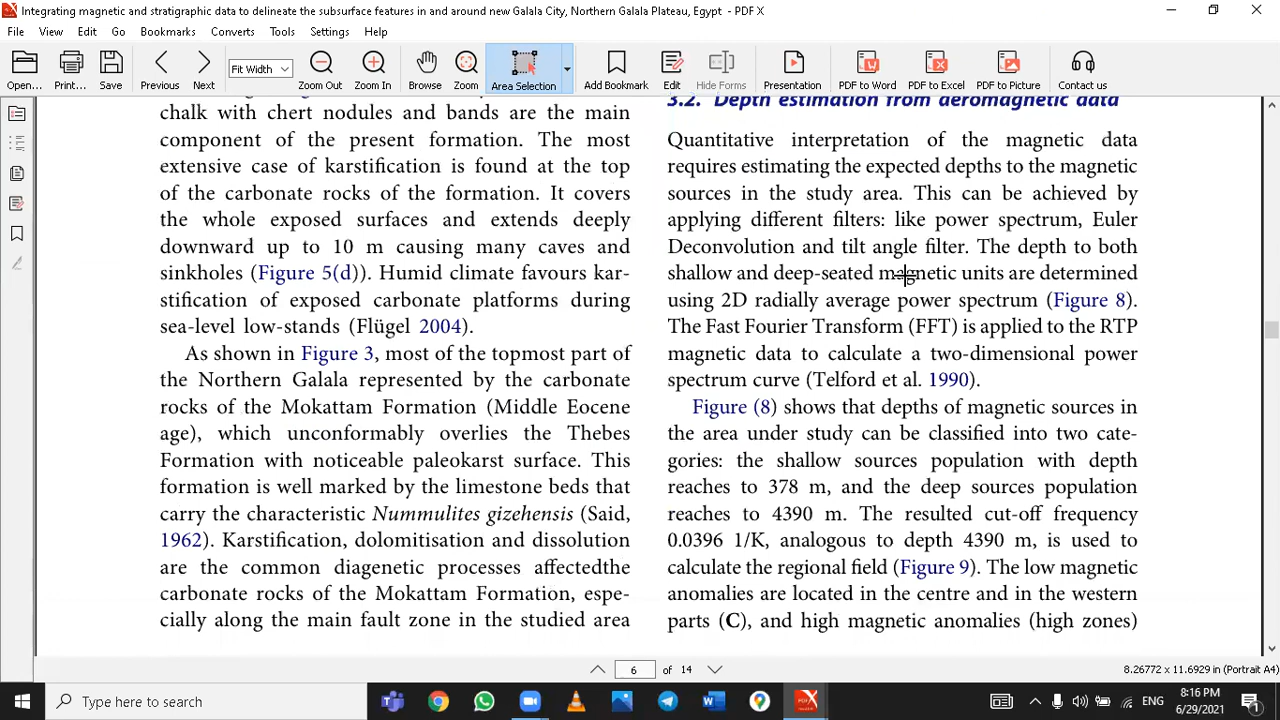 Integrating magnetic and stratigraphic data to delineate the subsurface features in and around new Galala City, Northern Galala Plateau, Egypt - PDF X
File View Edit Go Bookmarks Converts Tools Settings Help
Open... Print... Save Previous Next Fit Width Zoom Out Zoom In Browse Zoom Area Selection Add Bookmark Edit Hide Forms Presentation PDF to Word PDF to Excel PDF to Picture Contact us
chalk with chert nodules and bands are the main
component of the present formation. The most
extensive case of karstification is found at the top
of the carbonate rocks of the formation. It covers
the whole exposed surfaces and extends deeply
downward up to 10 m causing many caves and
sinkholes (Figure 5(d)). Humid climate favours kar-
stification of exposed carbonate platforms during
sea-level low-stands (Flügel 2004).
As shown in Figure 3, most of the topmost part of
the Northern Galala represented by the carbonate
rocks of the Mokattam Formation (Middle Eocene
age), which unconformably overlies the Thebes
Formation with noticeable paleokarst surface. This
formation is well marked by the limestone beds that
carry the characteristic Nummulites gizehensis (Said,
1962). Karstification, dolomitisation and dissolution
are the common diagenetic processes affectedthe
carbonate rocks of the Mokattam Formation, espe-
cially along the main fault zone in the studied area
3.2. Depth estimation from aeromagnetic data
Quantitative interpretation of the magnetic data
requires estimating the expected depths to the magnetic
sources in the study area. This can be achieved by
applying different filters: like power spectrum, Euler
Deconvolution and tilt angle filter. The depth to both
shallow and deep-seated magnetic units are determined
using 2D radially average power spectrum (Figure 8).
The Fast Fourier Transform (FFT) is applied to the RTP
magnetic data to calculate a two-dimensional power
spectrum curve (Telford et al. 1990).
Figure (8) shows that depths of magnetic sources in
the area under study can be classified into two cate-
gories: the shallow sources population with depth
reaches to 378 m, and the deep sources population
reaches to 4390 m. The resulted cut-off frequency
0.0396 1/K, analogous to depth 4390 m, is used to
calculate the regional field (Figure 9). The low magnetic
anomalies are located in the centre and in the western
parts (C), and high magnetic anomalies (high zones)
6 of 14
8.26772 x 11.6929 in (Portrait A4)
Type here to search
ENG
8:16 PM
6/29/2021